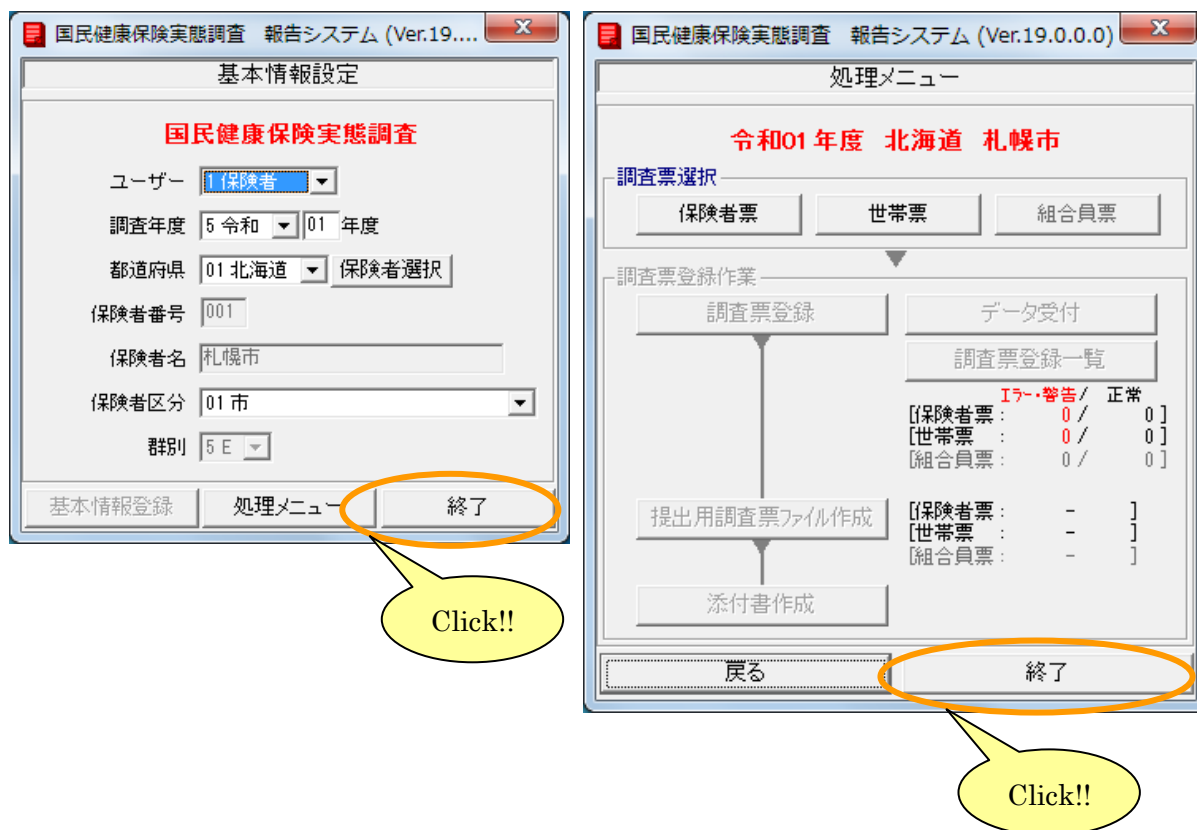 国民健康保険実態調査 報告システム (Ver.19....
基本情報設定
国民健康保険実態調査
ユーザー 1 保険者
調査年度 5 令和 01 年度
都道府県 01 北海道 保険者選択
保険者番号 001
保険者名 札幌市
保険者区分 01 市
群別 5 E
基本情報登録 処理メニュー 終了
Click!!
国民健康保険実態調査 報告システム (Ver.19.0.0.0)
処理メニュー
令和01 年度 北海道 札幌市
調査票選択
保険者票 世帯票 組合員票
調査票登録作業
調査票登録 データ受付
調査票登録一覧
エラー・警告/ 正常
[保険者票: 0 / 0 ]
[世帯票 : 0 / 0 ]
[組合員票: 0 / 0 ]
提出用調査票ファイル作成
[保険者票: - ]
[世帯票 : - ]
[組合員票: - ]
添付書作成
戻る 終了
Click!!